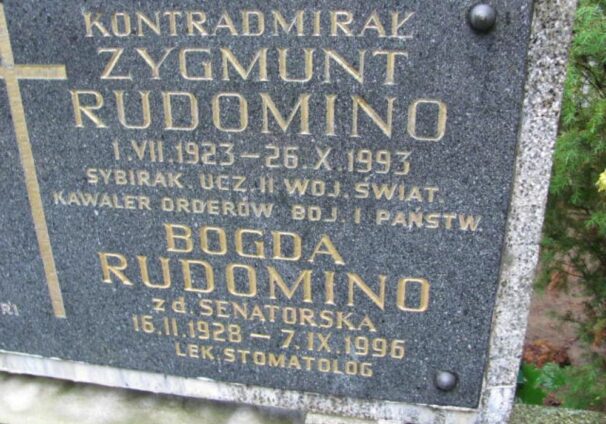 KONTRADMIRAŁ
ZYGMUNT
RUDOMINO
1.VII.1923 – 26.X.1993
SYBIRAK. UCZ. II WOJ. ŚWIAT.
KAWALER ORDERÓW BOJ. I PAŃSTW.
BOGDA
RUDOMINO
z d. SENATORSKA
16.II.1928 – 7.IX.1996
LEK. STOMATOLOG